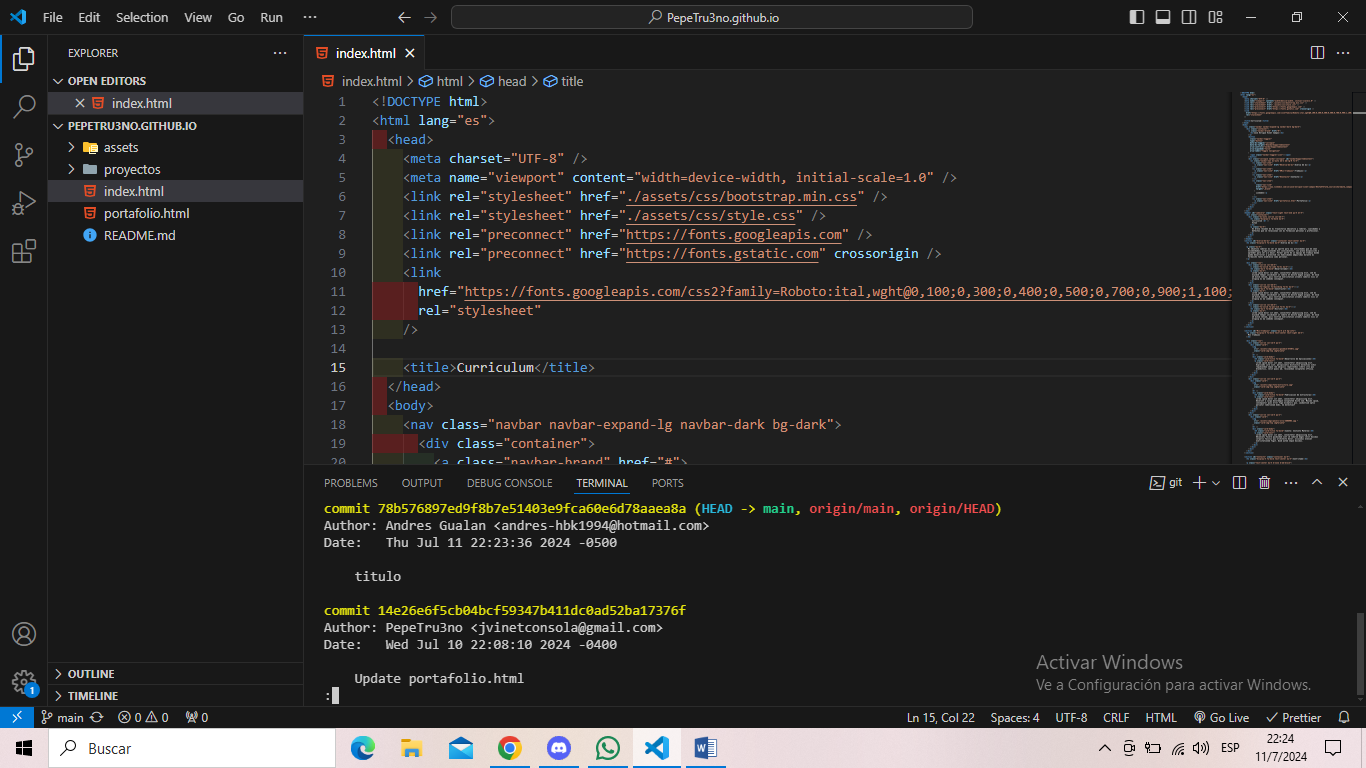 File Edit Selection View Go Run ··· PepeTru3no.github.io
EXPLORER ···
OPEN EDITORS
index.html
PEPETRU3NO.GITHUB.IO
assets
proyectos
index.html
portafolio.html
README.md
OUTLINE
TIMELINE
index.html
index.html > html > head > title
1 <!DOCTYPE html>
2 <html lang="es">
3 <head>
4 <meta charset="UTF-8" />
5 <meta name="viewport" content="width=device-width, initial-scale=1.0" />
6 <link rel="stylesheet" href="./assets/css/bootstrap.min.css" />
7 <link rel="stylesheet" href="./assets/css/style.css" />
8 <link rel="preconnect" href="https://fonts.googleapis.com" />
9 <link rel="preconnect" href="https://fonts.gstatic.com" crossorigin />
10 <link
11 href="https://fonts.googleapis.com/css2?family=Roboto:ital,wght@0,100;0,300;0,400;0,500;0,700;0,900;1,100;
12 rel="stylesheet"
13 />
14
15 <title>Curriculum</title>
16 </head>
17 <body>
18 <nav class="navbar navbar-expand-lg navbar-dark bg-dark">
19 <div class="container">
20 <a class="navbar-brand" href="#">
PROBLEMS OUTPUT DEBUG CONSOLE TERMINAL PORTS git
commit 78b576897ed9f8b7e51403e9fca60e6d78aaea8a (HEAD -> main, origin/main, origin/HEAD)
Author: Andres Gualan <andres-hbk1994@hotmail.com>
Date: Thu Jul 11 22:23:36 2024 -0500
titulo
commit 14e26e6f5cb04bcf59347b411dc0ad52ba17376f
Author: PepeTru3no <jvinetconsola@gmail.com>
Date: Wed Jul 10 22:08:10 2024 -0400
Update portafolio.html
:
Activar Windows
Ve a Configuración para activar Windows.
1
main 0 0 0 Ln 15, Col 22 Spaces: 4 UTF-8 CRLF HTML Go Live Prettier
Buscar
ESP
22:24
11/7/2024